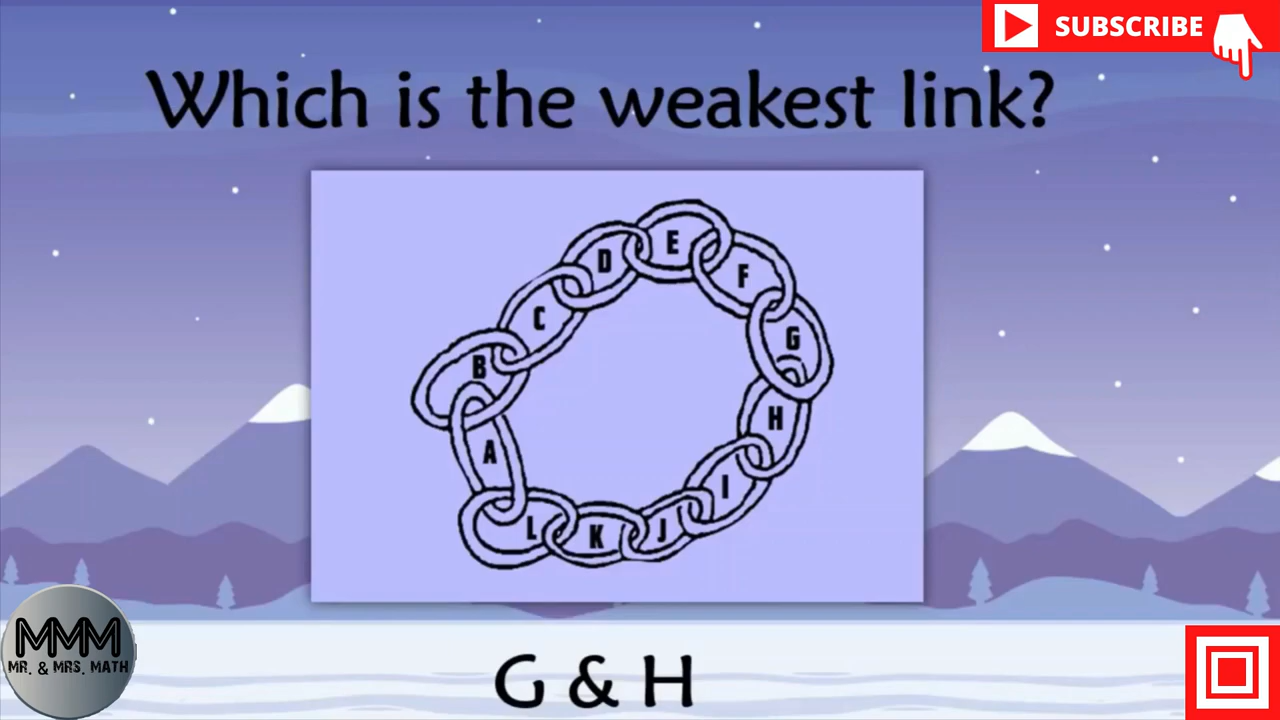 SUBSCRIBE
Which is the weakest link?
E
D
F
C
G
B
H
A
I
L
K
J
MMM
MR. & MRS. MATH
G & H